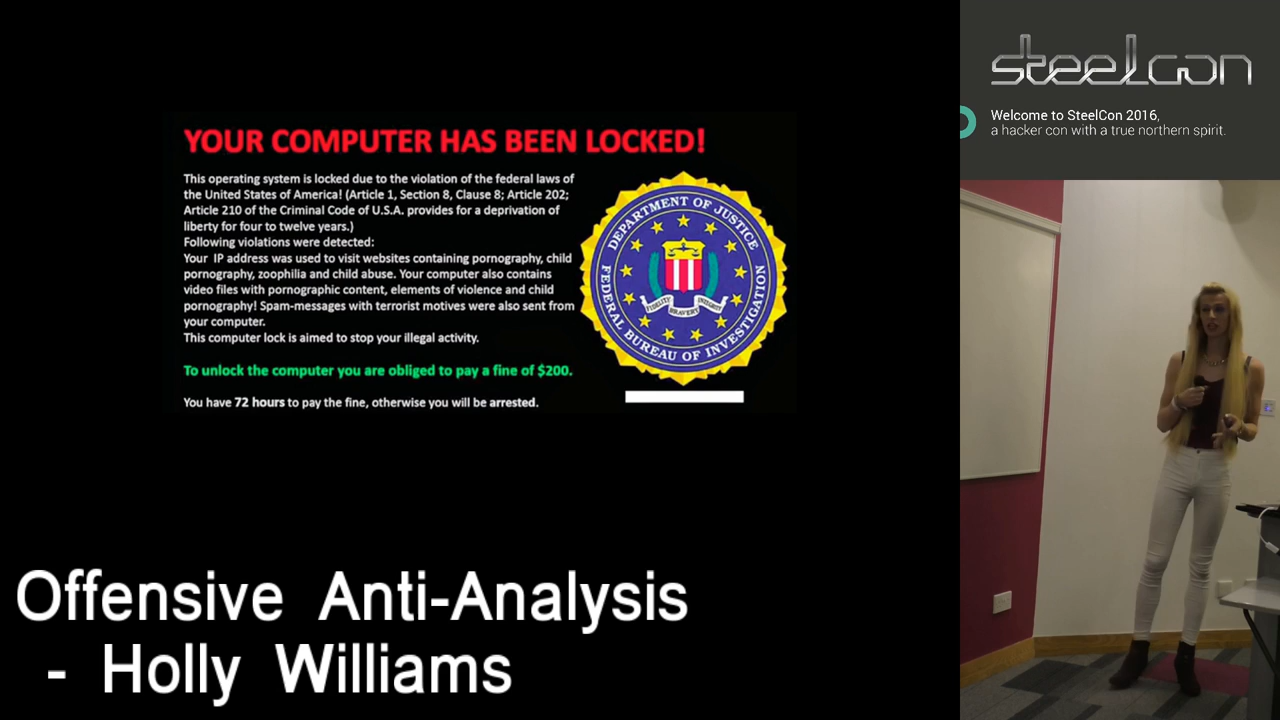 steelcon
Welcome to SteelCon 2016,
a hacker con with a true northern spirit.
YOUR COMPUTER HAS BEEN LOCKED!
This operating system is locked due to the violation of the federal laws of
the United States of America! (Article 1, Section 8, Clause 8; Article 202;
Article 210 of the Criminal Code of U.S.A. provides for a deprivation of
liberty for four to twelve years.)
Following violations were detected:
Your IP address was used to visit websites containing pornography, child
pornography, zoophilia and child abuse. Your computer also contains
video files with pornographic content, elements of violence and child
pornography! Spam-messages with terrorist motives were also sent from
your computer.
This computer lock is aimed to stop your illegal activity.
To unlock the computer you are obliged to pay a fine of $200.
You have 72 hours to pay the fine, otherwise you will be arrested.
DEPARTMENT OF JUSTICE
FEDERAL BUREAU OF INVESTIGATION
FIDELITY BRAVERY INTEGRITY
Offensive Anti-Analysis
- Holly Williams